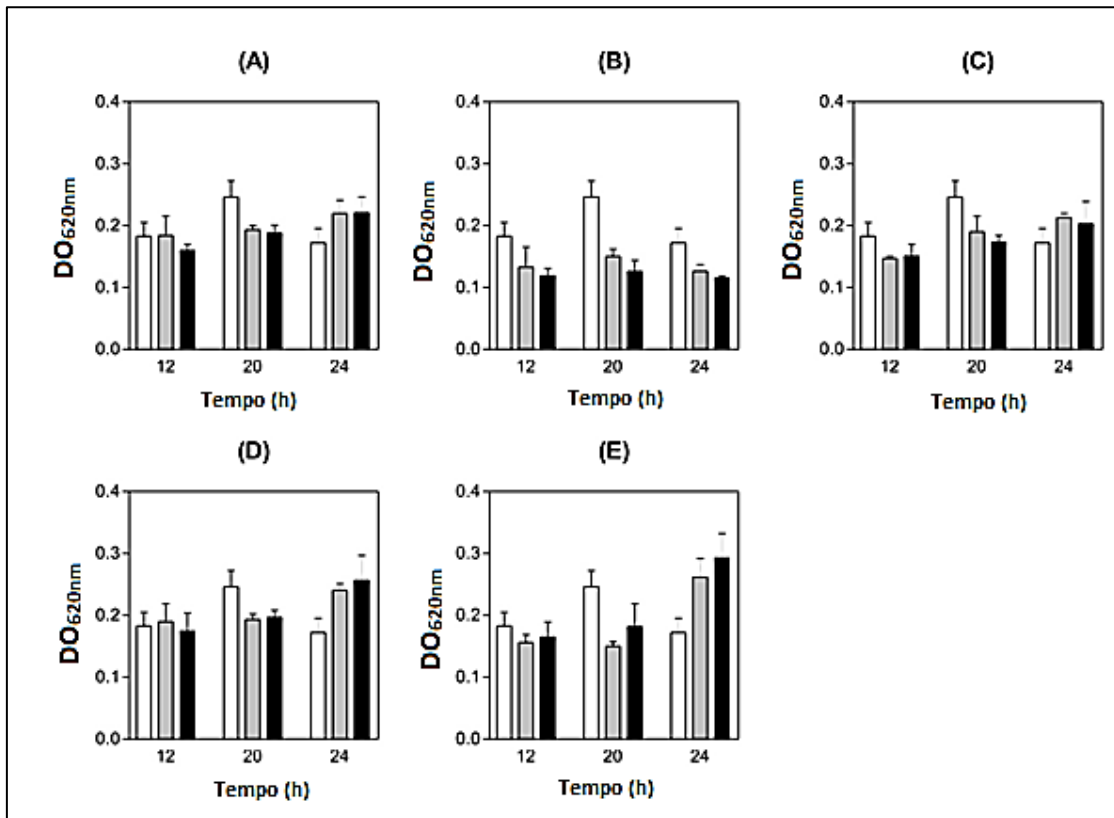 (A) (B) (C)
0.4 0.4 0.4
0.3 0.3 0.3
0.2 0.2 0.2
0.1 0.1 0.1
0.0 0.0 0.0
DO620nm DO620nm DO620nm
12 20 24 12 20 24 12 20 24
Tempo (h) Tempo (h) Tempo (h)
(D) (E)
0.4 0.4
0.3 0.3
0.2 0.2
0.1 0.1
0.0 0.0
DO620nm DO620nm
12 20 24 12 20 24
Tempo (h) Tempo (h)